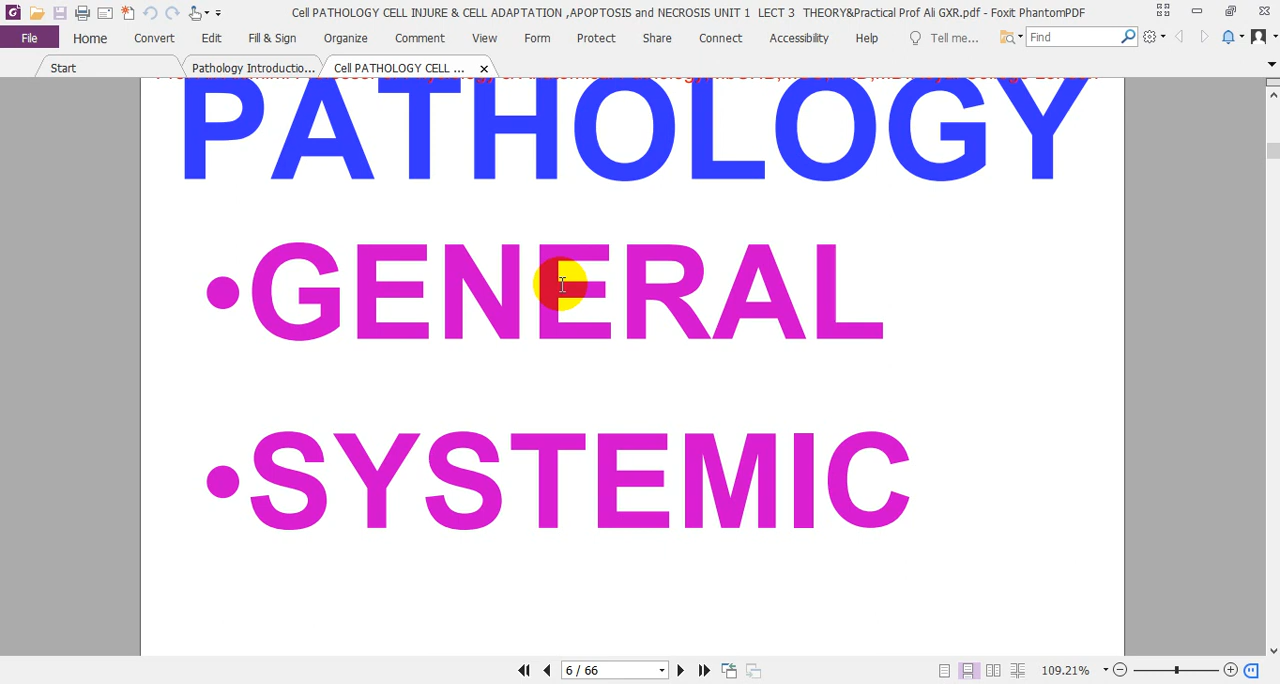 Cell PATHOLOGY CELL INJURE & CELL ADAPTATION ,APOPTOSIS and NECROSIS UNIT 1 LECT 3 THEORY&Practical Prof Ali GXR.pdf - Foxit PhantomPDF
File Home Convert Edit Fill & Sign Organize Comment View Form Protect Share Connect Accessibility Help Tell me... Find
Start Pathology Introductio... Cell PATHOLOGY CELL ...
PATHOLOGY
•GENERAL
•SYSTEMIC
6 / 66 109.21%